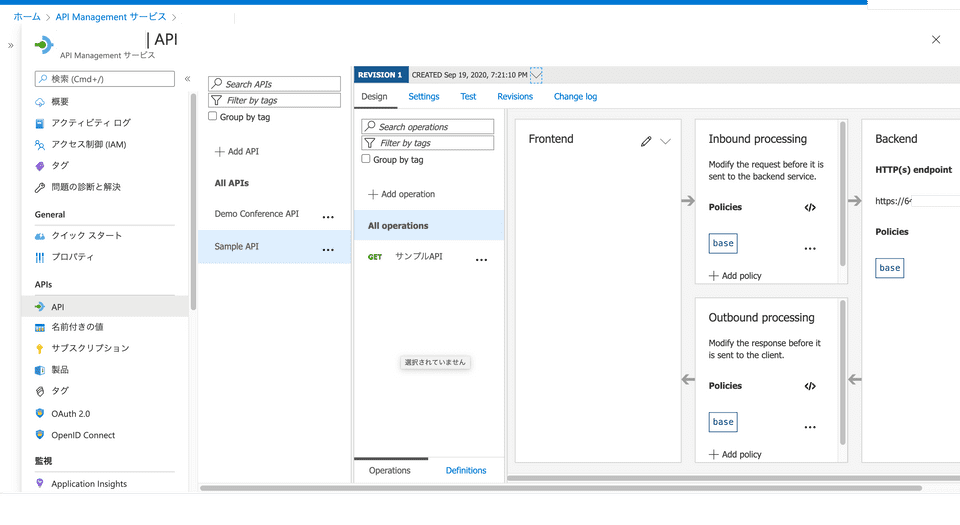 ホーム
API Management サービス
| API
API Management サービス
検索 (Cmd+/)
概要
アクティビティ ログ
アクセス制御 (IAM)
タグ
問題の診断と解決
General
クイック スタート
プロパティ
APIs
API
名前付きの値
サブスクリプション
製品
タグ
OAuth 2.0
OpenID Connect
監視
Application Insights
Search APIs
Filter by tags
Group by tag
Add API
All APIs
Demo Conference API
Sample API
REVISION 1 CREATED Sep 19, 2020, 7:21:10 PM
Design Settings Test Revisions Change log
Search operations
Filter by tags
Group by tag
Add operation
All operations
GET サンプルAPI
選択されていません
Operations Definitions
Frontend
Inbound processing
Modify the request before it is
sent to the backend service.
Policies </>
base
Add policy
Outbound processing
Modify the response before it
is sent to the client.
Policies </>
base
Add policy
Backend
HTTP(s) endpoint
https://64
Policies
base